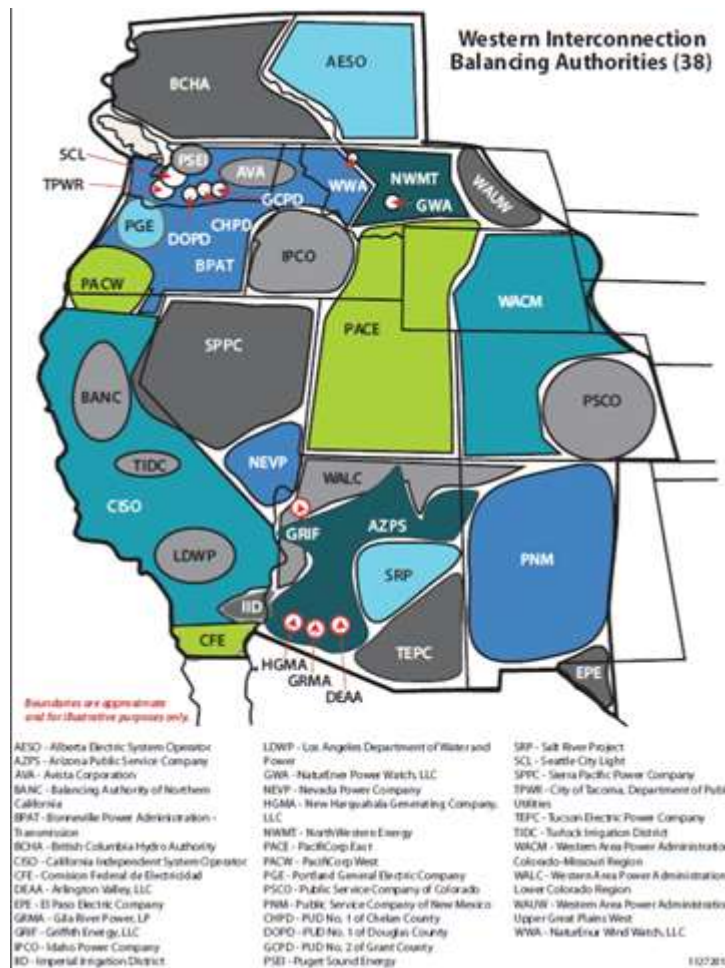 Western Interconnection
Balancing Authorities (38)
AESO
BCHA
SCL
PSEI
TPWR
AVA
WWA
NWMT
WAUW
GCPD
GWA
PGE
CHPD
DOPD
BPAT
IPCO
PACW
WACM
SPPC
PACE
BANC
PSCO
NEVP
TIDC
WALC
CISO
GRIF
AZPS
LDWP
SRP
PNM
IID
CFE
TEPC
HGMA
GRMA
DEAA
EPE
Boundaries are approximate
and for illustrative purposes only.
AESO - Alberta Electric System Operator
AZPS - Arizona Public Service Company
AVA - Avista Corporation
BANC - Balancing Authority of Northern
California
BPAT - Bonneville Power Administration -
Transmission
BCHA - British Columbia Hydro Authority
CISO - California Independent System Operator
CFE - Comision Federal de Electricidad
DEAA - Arlington Valley, LLC
EPE - El Paso Electric Company
GRMA - Gila River Power, LP
GRIF - Griffith Energy, LLC
IPCO - Idaho Power Company
IID - Imperial Irrigation District
LDWP - Los Angeles Department of Water and
Power
GWA - NaturEner Power Watch, LLC
NEVP - Nevada Power Company
HGMA - New Harquahala Generating Company,
LLC
NWMT - NorthWestern Energy
PACE - PacifiCorp East
PACW - PacifiCorp West
PGE - Portland General Electric Company
PSCO - Public Service Company of Colorado
PNM - Public Service Company of New Mexico
CHPD - PUD No. 1 of Chelan County
DOPD - PUD No. 1 of Douglas County
GCPD - PUD No. 2 of Grant County
PSEI - Puget Sound Energy
SRP - Salt River Project
SCL - Seattle City Light
SPPC - Sierra Pacific Power Company
TPWR - City of Tacoma, Department of Publi
Utilities
TEPC - Tucson Electric Power Company
TIDC - Turlock Irrigation District
WACM - Western Area Power Administration
Colorado-Missouri Region
WALC - Western Area Power Administration
Lower Colorado Region
WAUW - Western Area Power Administration
Upper Great Plains West
WWA - NaturEner Wind Watch, LLC